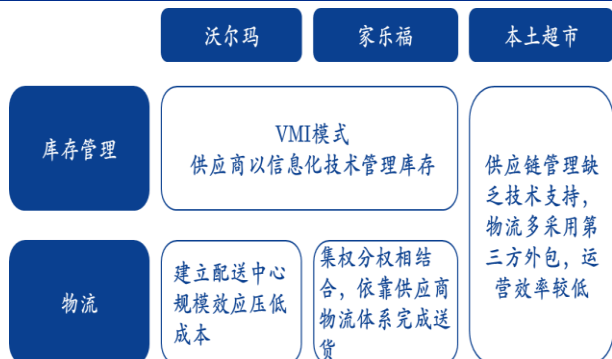 沃尔玛
家乐福
本土超市
库存管理
VMI模式
供应商以信息化技术管理库存
供应链管理缺
乏技术支持，
物流多采用第
三方外包，运
营效率较低
物流
建立配送中心
规模效应压低
成本
集权分权相结
合，依靠供应商
物流体系完成送
货